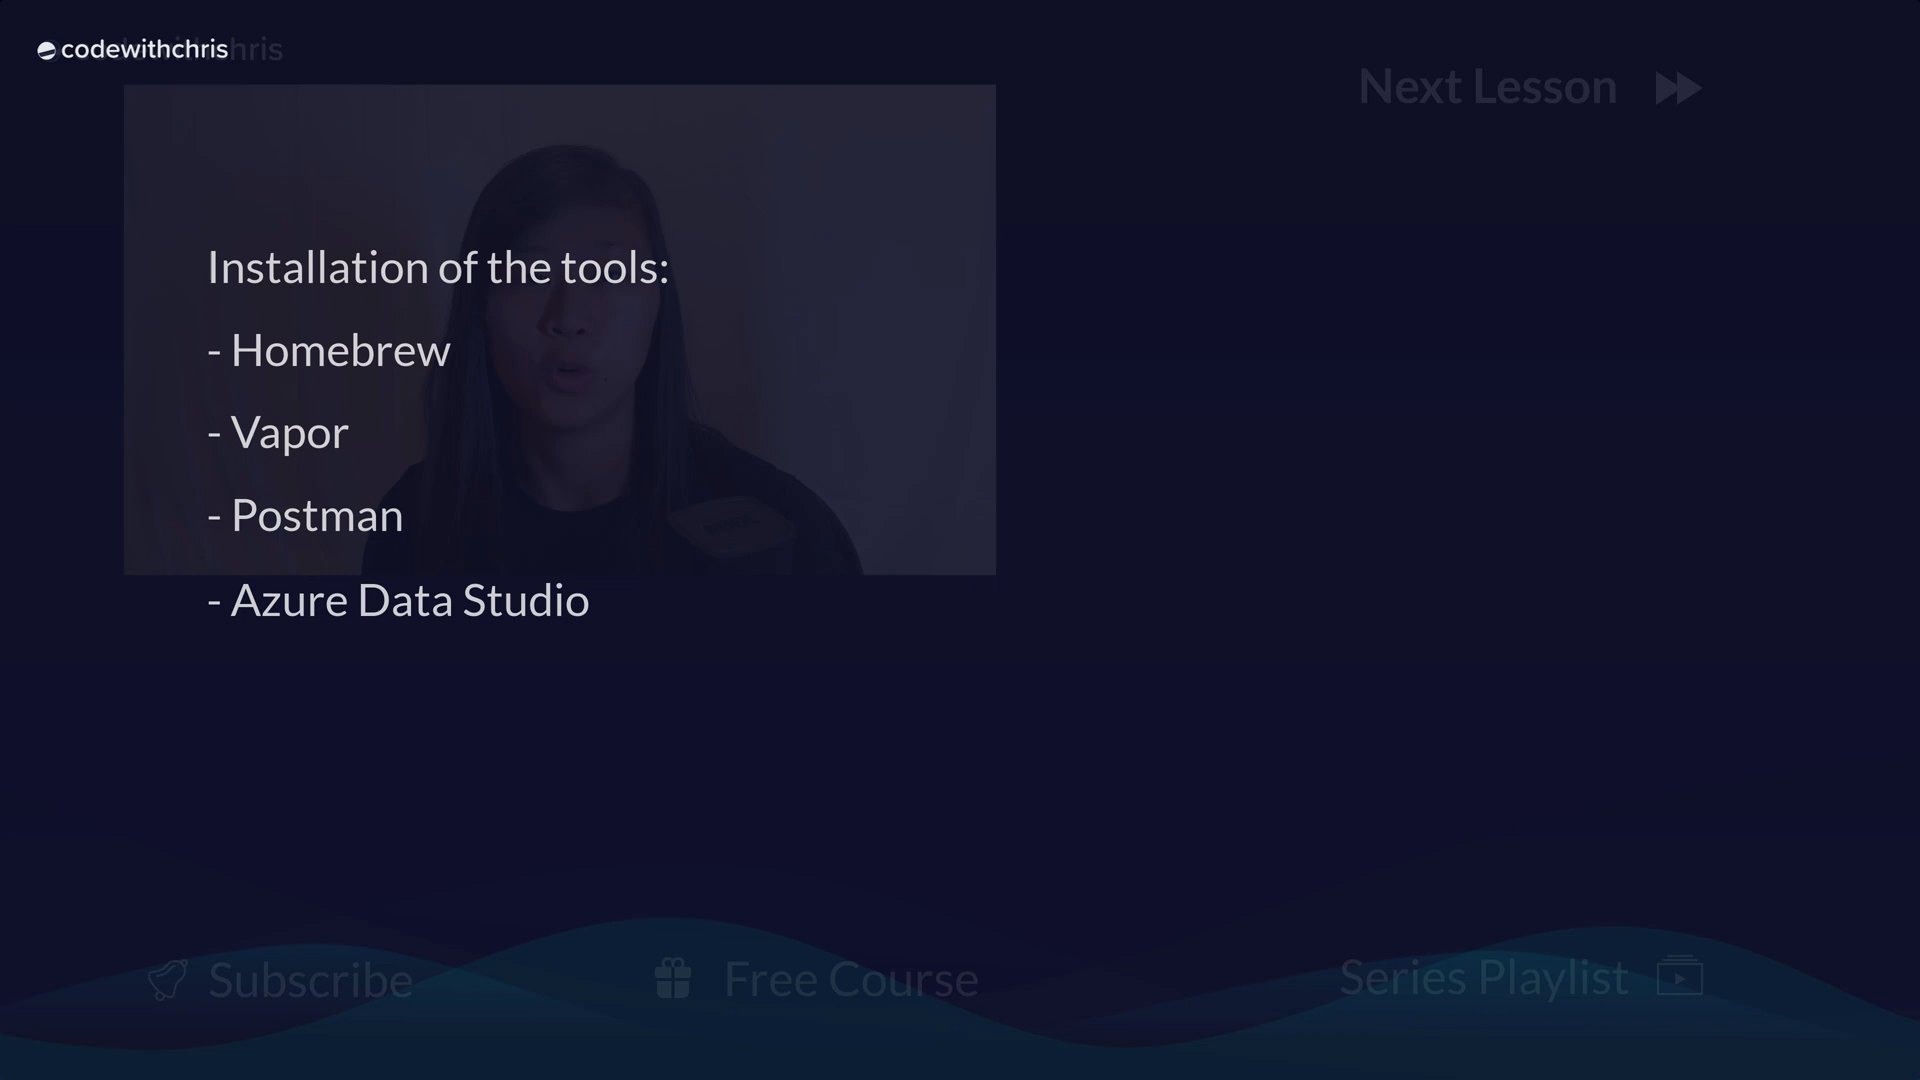 codewithchris
Next Lesson
Installation of the tools:
- Homebrew
- Vapor
- Postman
- Azure Data Studio
Subscribe
Free Course
Series Playlist